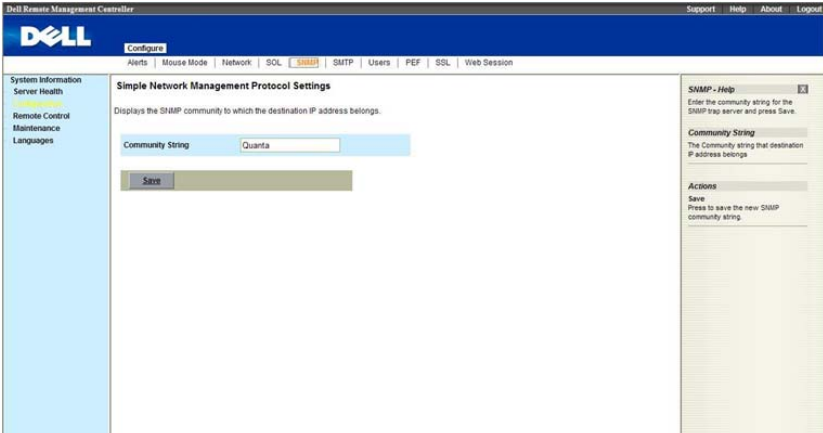 Dell Remote Management Controller
Support Help About Logout
DELL
Configure
Alerts | Mouse Mode | Network | SOL | SNMP | SMTP | Users | PEF | SSL | Web Session
System Information
Server Health
Configuration
Remote Control
Maintenance
Languages
Simple Network Management Protocol Settings
Displays the SNMP community to which the destination IP address belongs.
Community String Quanta
Save
SNMP - Help X
Enter the community string for the
SNMP trap server and press Save.
Community String
The Community string that destination
IP address belongs
Actions
Save
Press to save the new SNMP
community string.